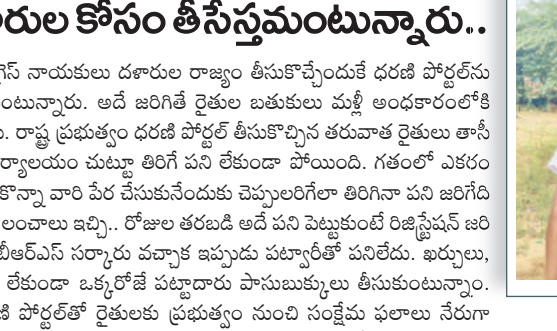 దళారుల కోసం తీసేస్తమంటున్నారు..
నాయకులు దళారుల రాజ్యం తీసుకొచ్చేందుకే ధరణి పోర్టల్‌ను
అదే జరిగితే రైతుల బతుకులు మళ్లీ అంధకారంలోకి
రాష్ట్ర ప్రభుత్వం ధరణి పోర్టల్ తీసుకొచ్చిన తరువాత రైతులు తాసీ
ర్యాలయం చుట్టూ తిరిగే పని లేకుండా పోయింది. గతంలో ఎకరం
కొన్నా వారి పేర చేసుకునేందుకు చెప్పులరిగేలా తిరిగినా పని జరిగేది
లంచాలు ఇచ్చి.. రోజుల తరబడి అదే పని పెట్టుకుంటే రిజిస్ట్రేషన్ జరి
బీఆర్ఎస్ సర్కారు వచ్చాక ఇప్పుడు పట్వారీతో పనిలేదు. ఖర్చులు,
లేకుండా ఒక్కరోజే పట్టాదారు పాసుబుక్కులు తీసుకుంటున్నాం.
పోర్టల్‌తో రైతులకు ప్రభుత్వం నుంచి సంక్షేమ ఫలాలు నేరుగా